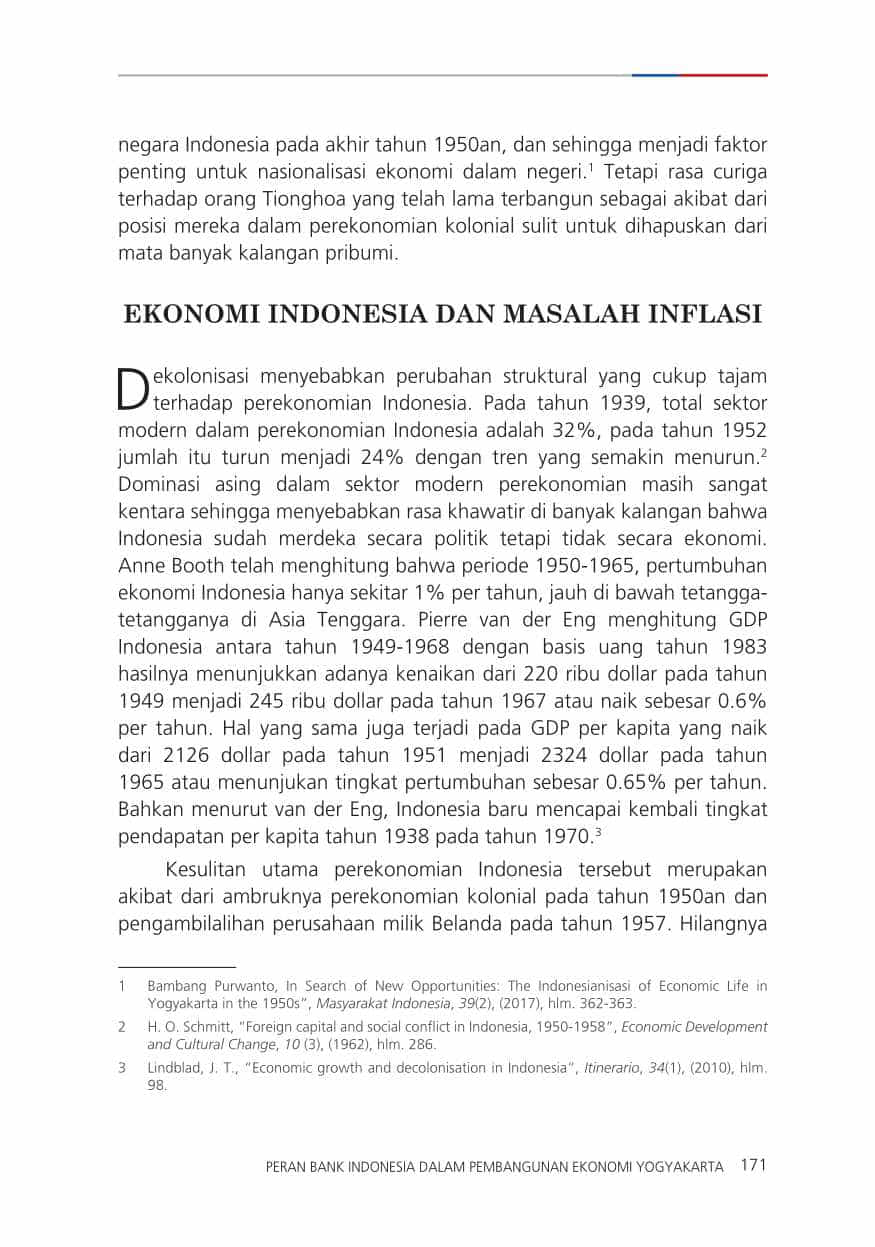 negara Indonesia pada akhir tahun 1950an, dan sehingga menjadi faktor
penting untuk nasionalisasi ekonomi dalam negeri.¹ Tetapi rasa curiga
terhadap orang Tionghoa yang telah lama terbangun sebagai akibat dari
posisi mereka dalam perekonomian kolonial sulit untuk dihapuskan dari
mata banyak kalangan pribumi.
EKONOMI INDONESIA DAN MASALAH INFLASI
Dekolonisasi menyebabkan perubahan struktural yang cukup tajam
terhadap perekonomian Indonesia. Pada tahun 1939, total sektor
modern dalam perekonomian Indonesia adalah 32%, pada tahun 1952
jumlah itu turun menjadi 24% dengan tren yang semakin menurun.²
Dominasi asing dalam sektor modern perekonomian masih sangat
kentara sehingga menyebabkan rasa khawatir di banyak kalangan bahwa
Indonesia sudah merdeka secara politik tetapi tidak secara ekonomi.
Anne Booth telah menghitung bahwa periode 1950-1965, pertumbuhan
ekonomi Indonesia hanya sekitar 1% per tahun, jauh di bawah tetangga-
tetangganya di Asia Tenggara. Pierre van der Eng menghitung GDP
Indonesia antara tahun 1949-1968 dengan basis uang tahun 1983
hasilnya menunjukkan adanya kenaikan dari 220 ribu dollar pada tahun
1949 menjadi 245 ribu dollar pada tahun 1967 atau naik sebesar 0.6%
per tahun. Hal yang sama juga terjadi pada GDP per kapita yang naik
dari 2126 dollar pada tahun 1951 menjadi 2324 dollar pada tahun
1965 atau menunjukan tingkat pertumbuhan sebesar 0.65% per tahun.
Bahkan menurut van der Eng, Indonesia baru mencapai kembali tingkat
pendapatan per kapita tahun 1938 pada tahun 1970.³
Kesulitan utama perekonomian Indonesia tersebut merupakan
akibat dari ambruknya perekonomian kolonial pada tahun 1950an dan
pengambilalihan perusahaan milik Belanda pada tahun 1957. Hilangnya
1 Bambang Purwanto, In Search of New Opportunities: The Indonesianisasi of Economic Life in
Yogyakarta in the 1950s”, Masyarakat Indonesia, 39(2), (2017), hlm. 362-363.
2 H. O. Schmitt, “Foreign capital and social conflict in Indonesia, 1950-1958”, Economic Development
and Cultural Change, 10 (3), (1962), hlm. 286.
3 Lindblad, J. T., “Economic growth and decolonisation in Indonesia”, Itinerario, 34(1), (2010), hlm.
98.
PERAN BANK INDONESIA DALAM PEMBANGUNAN EKONOMI YOGYAKARTA 171